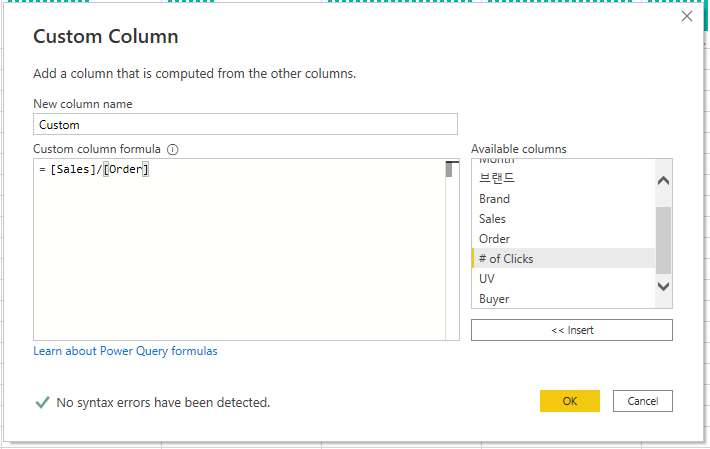 Custom Column
Add a column that is computed from the other columns.
New column name
Custom
Custom column formula
= [Sales]/[Order]
Available columns
Month
브랜드
Brand
Sales
Order
# of Clicks
UV
Buyer
<< Insert
Learn about Power Query formulas
No syntax errors have been detected.
OK
Cancel